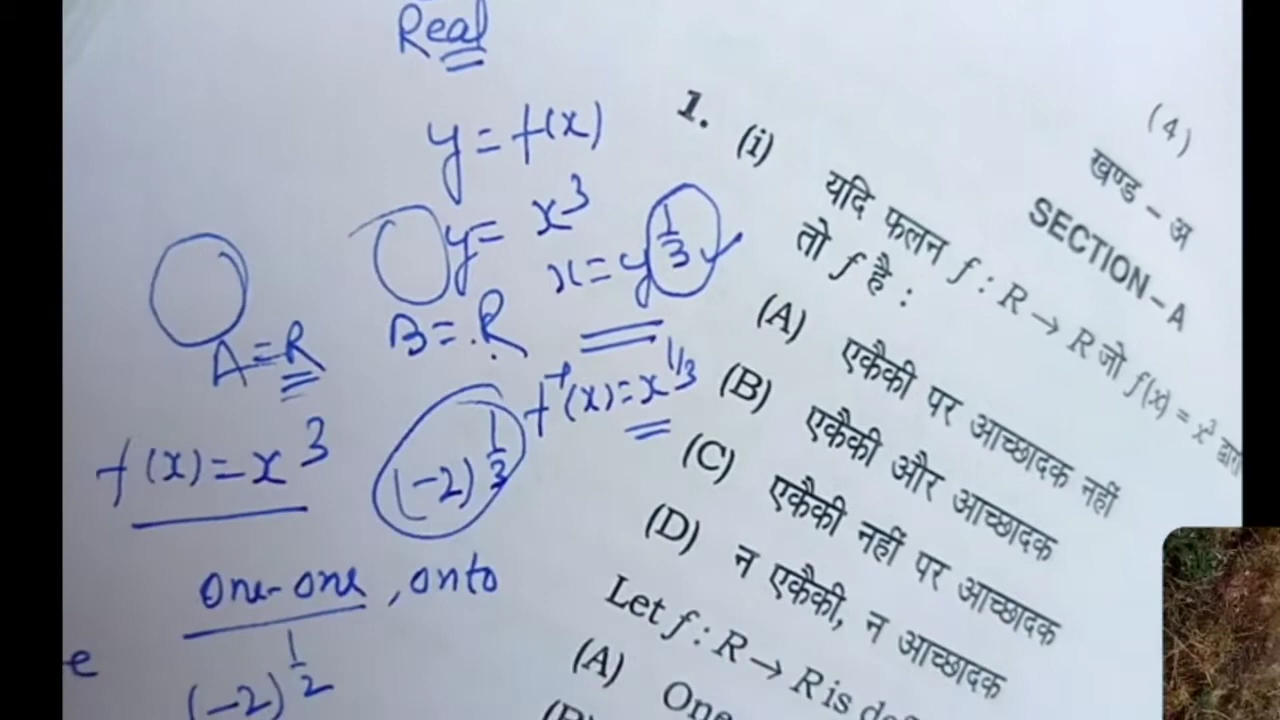 Real
y = f(x)
y = x³
x = y^(1/3)
A = R
B = R
f(x) = x³
(-2)^(1/3)
f⁻¹(x) = x^(1/3)
one-one, onto
e
(-2)^(1/2)
(4)
खण्ड – अ
SECTION – A
1. (i) यदि फलन f : R → R जो f(x) = x³ द्वारा
तो f है :
(A) एकैकी पर आच्छादक नहीं
(B) एकैकी और आच्छादक
(C) एकैकी नहीं पर आच्छादक
(D) न एकैकी, न आच्छादक
Let f : R → R is
(A) One